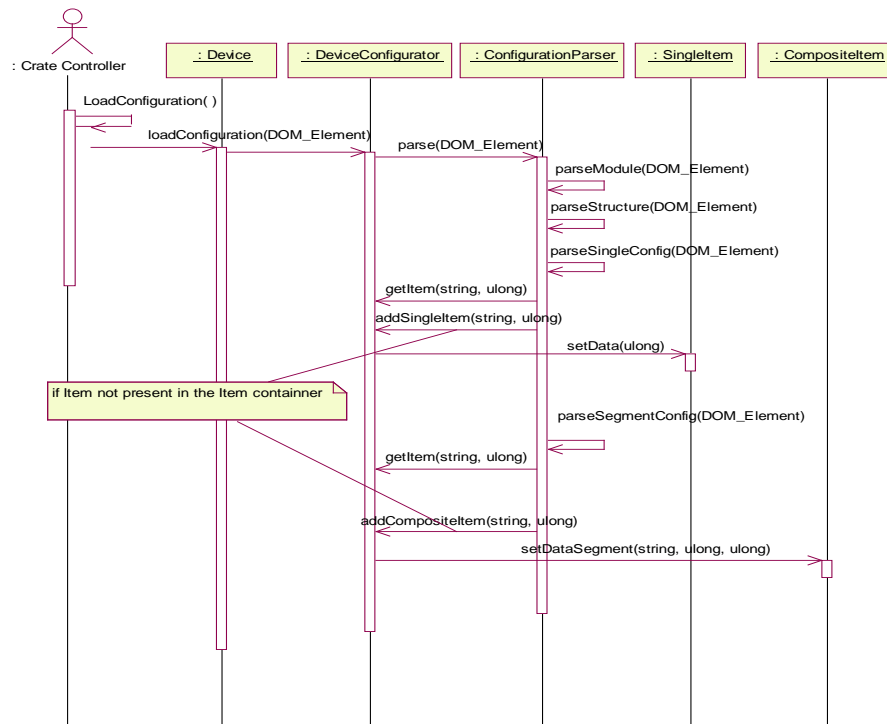 : Crate Controller
: Device
: DeviceConfigurator
: ConfigurationParser
: SingleItem
: CompositeItem
LoadConfiguration( )
loadConfiguration(DOM_Element)
parse(DOM_Element)
parseModule(DOM_Element)
parseStructure(DOM_Element)
parseSingleConfig(DOM_Element)
getItem(string, ulong)
addSingleItem(string, ulong)
setData(ulong)
if Item not present in the Item containner
parseSegmentConfig(DOM_Element)
getItem(string, ulong)
addCompositeItem(string, ulong)
setDataSegment(string, ulong, ulong)